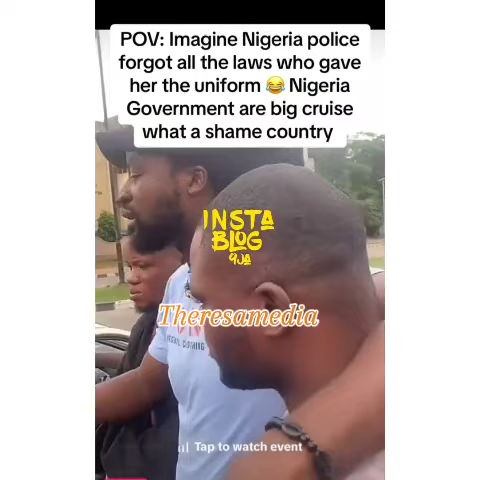 POV: Imagine Nigeria police
forgot all the laws who gave
her the uniform 😂 Nigeria
Government are big cruise
what a shame country
INSTA
BLOG
9JA
Theresamedia
CLOTHING
Tap to watch event